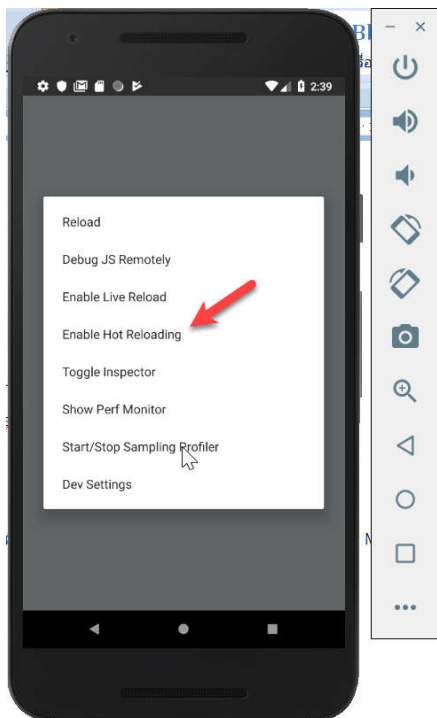 2:39
Reload
Debug JS Remotely
Enable Live Reload
Enable Hot Reloading
Toggle Inspector
Show Perf Monitor
Start/Stop Sampling Profiler
Dev Settings